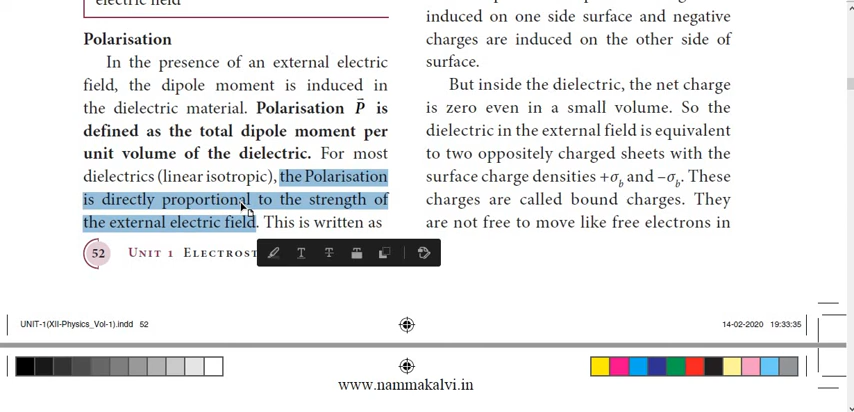 electric field
Polarisation
In the presence of an external electric
field, the dipole moment is induced in
the dielectric material. Polarisation P⃗ is
defined as the total dipole moment per
unit volume of the dielectric. For most
dielectrics (linear isotropic), the Polarisation
is directly proportional to the strength of
the external electric field. This is written as
52 UNIT 1 ELECTROST
induced on one side surface and negative
charges are induced on the other side of
surface.
But inside the dielectric, the net charge
is zero even in a small volume. So the
dielectric in the external field is equivalent
to two oppositely charged sheets with the
surface charge densities +σb and –σb. These
charges are called bound charges. They
are not free to move like free electrons in
UNIT-1(XII-Physics_Vol-1).indd 52
14-02-2020 19:33:35
www.nammakalvi.in